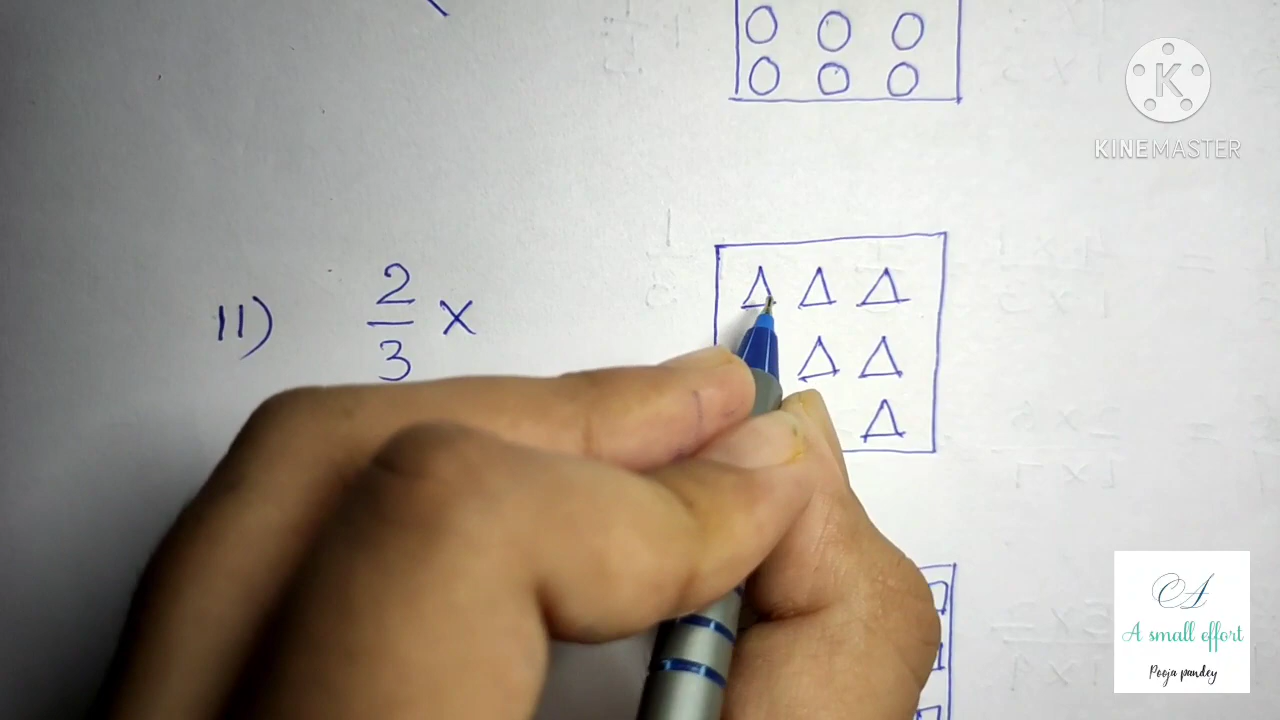 KINEMASTER
11) 2/3 X
A
A small effort
Pooja pandey